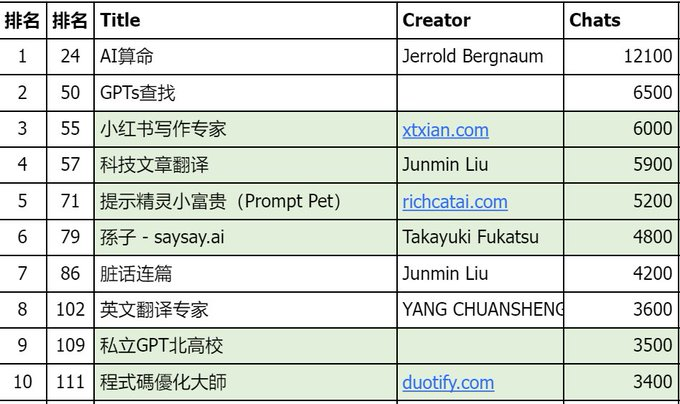 排名 排名 Title Creator Chats
1 24 AI算命 Jerrold Bergnaum 12100
2 50 GPTs查找 6500
3 55 小红书写作专家 xtxian.com 6000
4 57 科技文章翻译 Junmin Liu 5900
5 71 提示精灵小富贵（Prompt Pet） richcatai.com 5200
6 79 孫子 - saysay.ai Takayuki Fukatsu 4800
7 86 脏话连篇 Junmin Liu 4200
8 102 英文翻译专家 YANG CHUANSHENG 3600
9 109 私立GPT北高校 3500
10 111 程式碼優化大師 duotify.com 3400